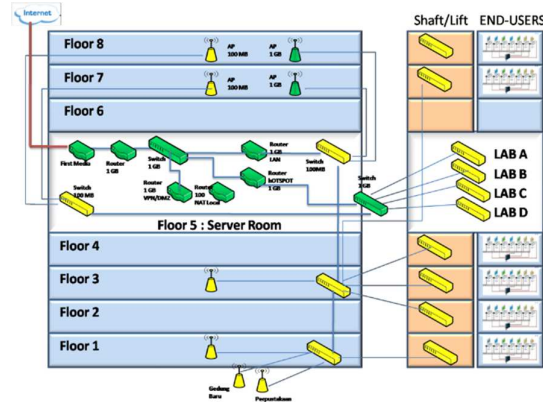 Internet
Shaft/Lift
END-USERS
Floor 8
AP
100 MB
AP
1 GB
Floor 7
AP
100 MB
AP
1 GB
Floor 6
First Media
Router
1 GB
Switch
1 GB
Router
1 GB
LAN
Switch
100MB
Router
hOTSPOT
1 GB
Switch
1 GB
Router
1 GB
VPN/DMZ
Router
100
NAT Local
Switch
100 MB
LAB A
LAB B
LAB C
LAB D
Floor 5 : Server Room
Floor 4
Floor 3
Floor 2
Floor 1
Gedung
Baru
Perpustakaan